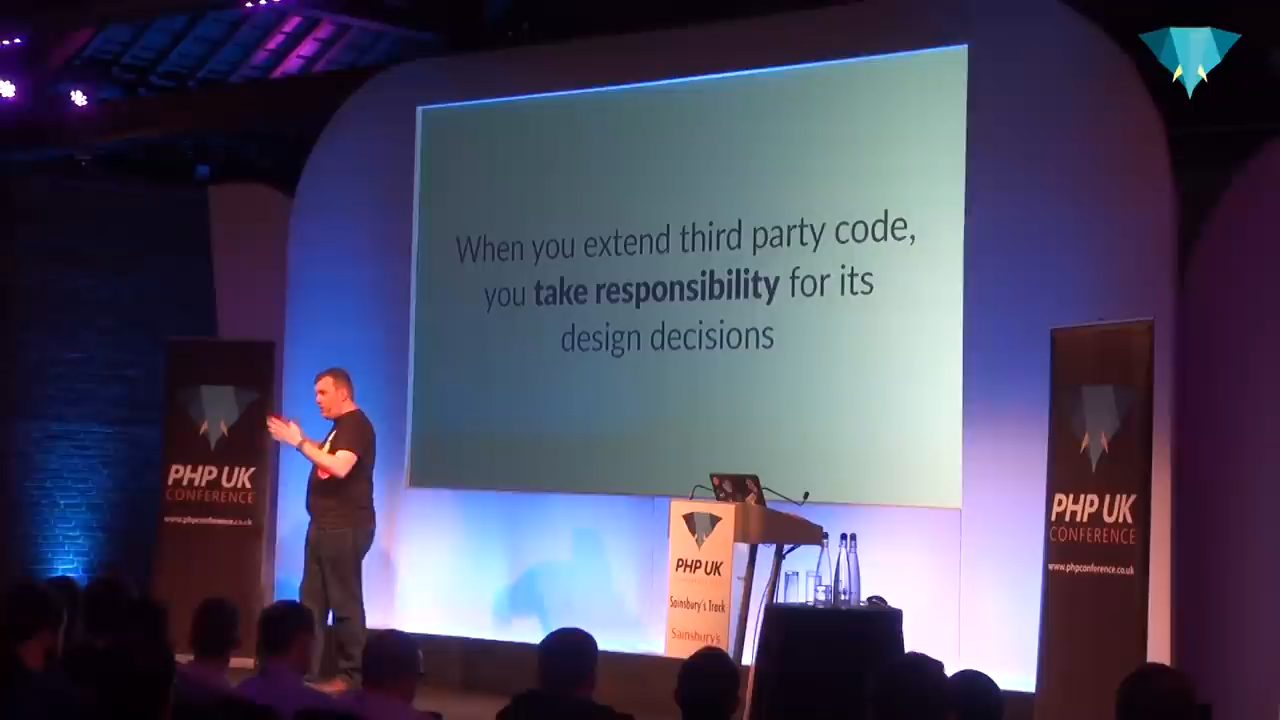 When you extend third party code,
you take responsibility for its
design decisions
PHP UK
CONFERENCE
www.phpconference.co.uk
PHP UK
Sainsbury's Track
Sainsbury's
PHP UK
CONFERENCE
www.phpconference.co.uk